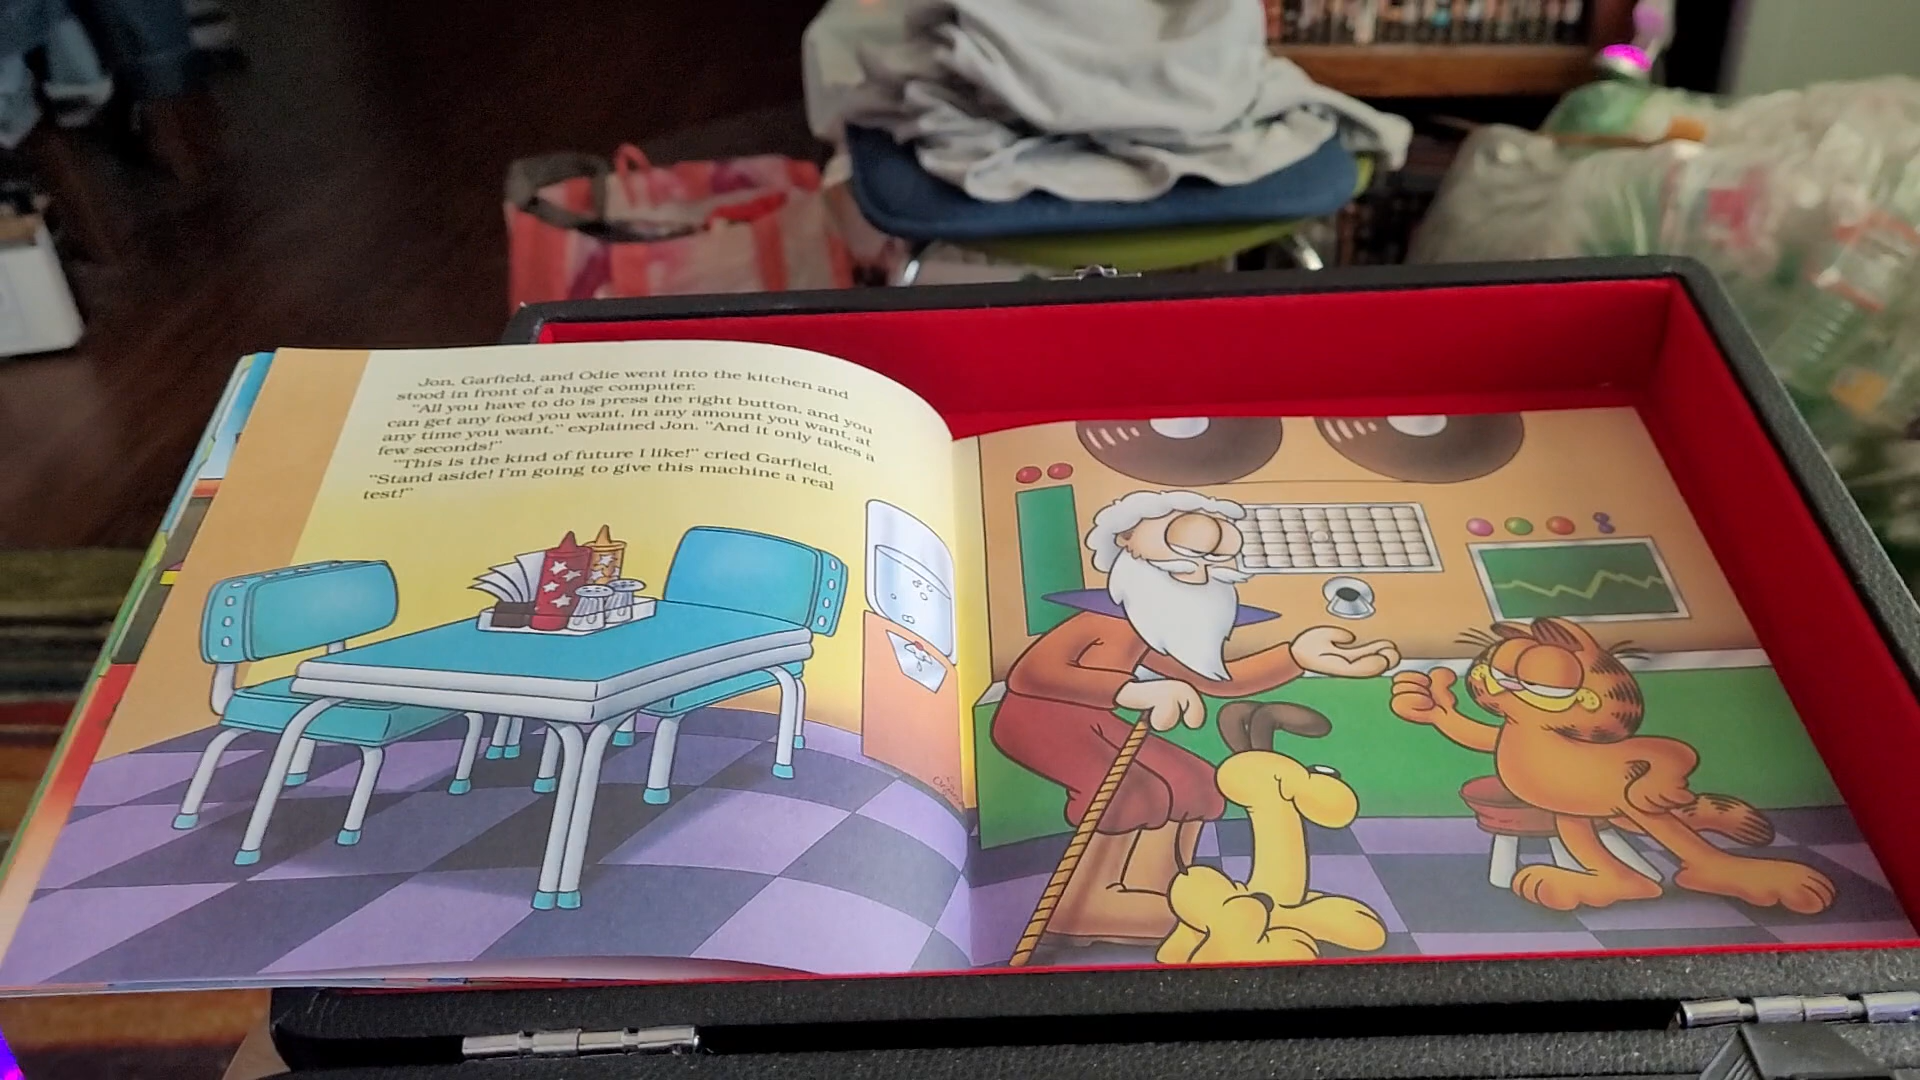 Jon, Garfield, and Odie went into the kitchen and
stood in front of a huge computer.
"All you have to do is press the right button, and you
can get any food you want, in any amount you want, at
any time you want," explained Jon. "And it only takes a
few seconds!"
"This is the kind of future I like!" cried Garfield.
"Stand aside! I'm going to give this machine a real
test!"